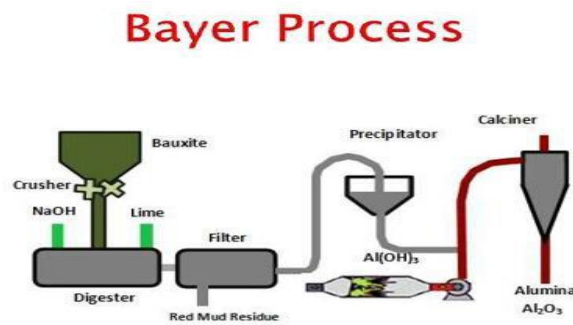 Bayer Process
Bauxite
Crusher
NaOH
Lime
Digester
Filter
Red Mud Residue
Precipitator
Al(OH)₃
Calciner
Alumina
Al₂O₃